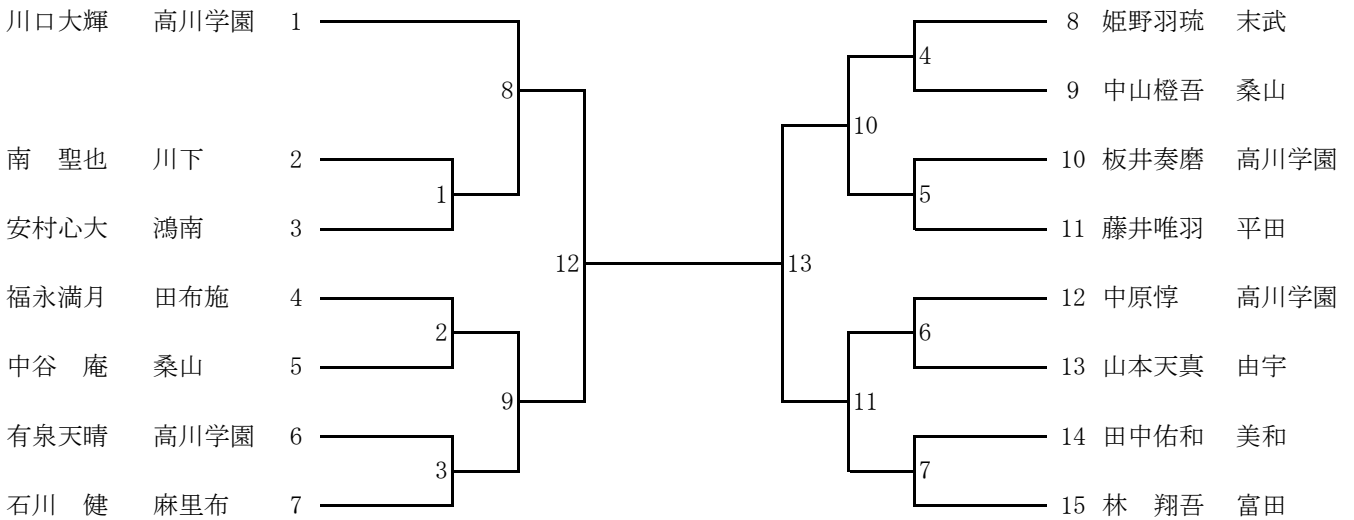 川口大輝 高川学園 1
8 姫野羽琉 末武
4
8
9 中山橙吾 桑山
10
南 聖也 川下 2
10 板井奏磨 高川学園
1
5
安村心大 鴻南 3
11 藤井唯羽 平田
12
13
福永満月 田布施 4
12 中原惇 高川学園
2
6
中谷 庵 桑山 5
13 山本天真 由宇
9
11
有泉天晴 高川学園 6
14 田中佑和 美和
3
7
石川 健 麻里布 7
15 林 翔吾 富田